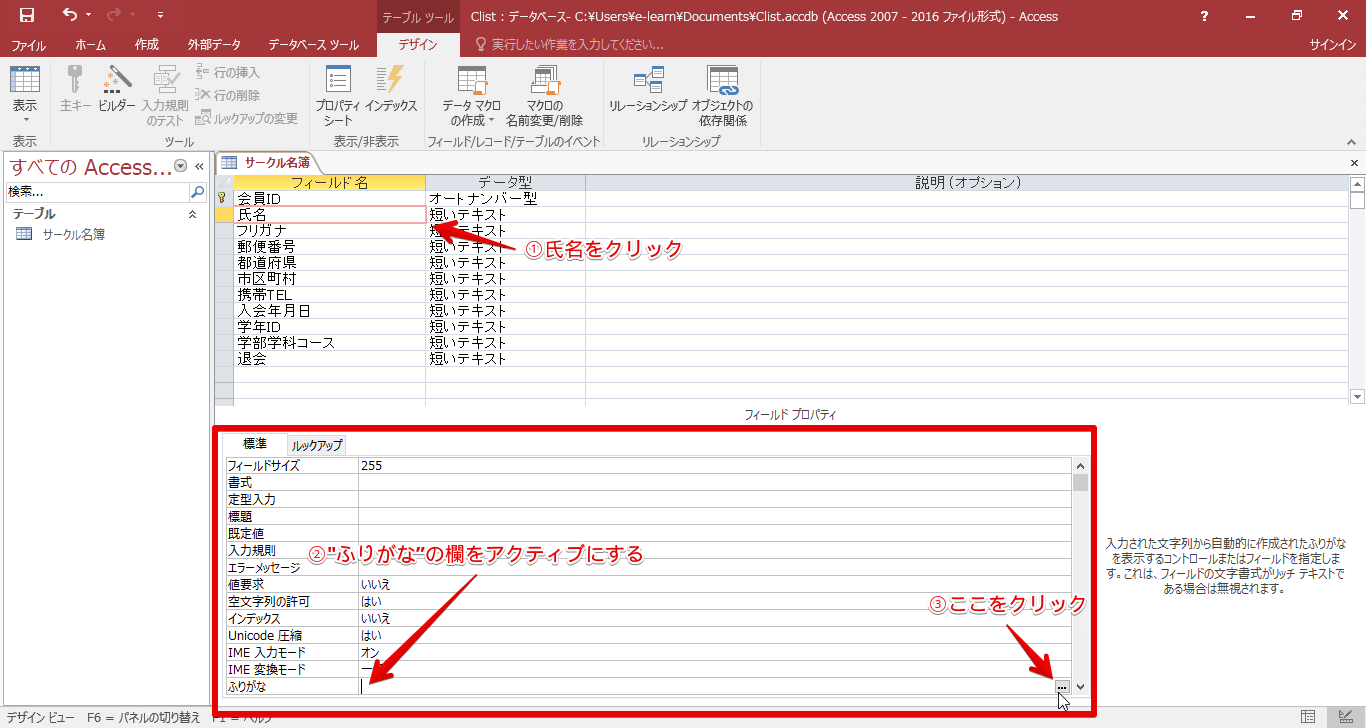 テーブル ツール
Clist : データベース- C:¥Users¥e-learn¥Documents¥Clist.accdb (Access 2007 - 2016 ファイル形式) - Access
?
ファイル ホーム 作成 外部データ データベース ツール デザイン 実行したい作業を入力してください... サインイン
表示
主キー
ビルダー
入力規則
のテスト
行の挿入
行の削除
ルックアップの変更
プロパティ
シート
インデックス
データ マクロ
の作成
マクロの
名前変更/削除
リレーションシップ
オブジェクトの
依存関係
表示 ツール 表示/非表示 フィールド/レコード/テーブルのイベント リレーションシップ
すべての Access...
検索...
テーブル
サークル名簿
サークル名簿
フィールド名 データ型 説明(オプション)
会員ID オートナンバー型
氏名 短いテキスト
フリガナ 短いテキスト
郵便番号 短いテキスト
都道府県 短いテキスト
市区町村 短いテキスト
携帯TEL 短いテキスト
入会年月日 短いテキスト
学年ID 短いテキスト
学部学科コース 短いテキスト
退会 短いテキスト
①氏名をクリック
フィールド プロパティ
標準 ルックアップ
フィールドサイズ 255
書式
定型入力
標題
既定値
入力規則
エラーメッセージ
値要求 いいえ
空文字列の許可 はい
インデックス いいえ
Unicode 圧縮 はい
IME 入力モード オン
IME 変換モード
ふりがな
②"ふりがな"の欄をアクティブにする
③ここをクリック
入力された文字列から自動的に作成されたふりがな
を表示するコントロールまたはフィールドを指定しま
す。これは、フィールドの文字書式がリッチ テキストで
ある場合は無視されます。
デザイン ビュー F6 = パネルの切り替え F1 = ヘルプ